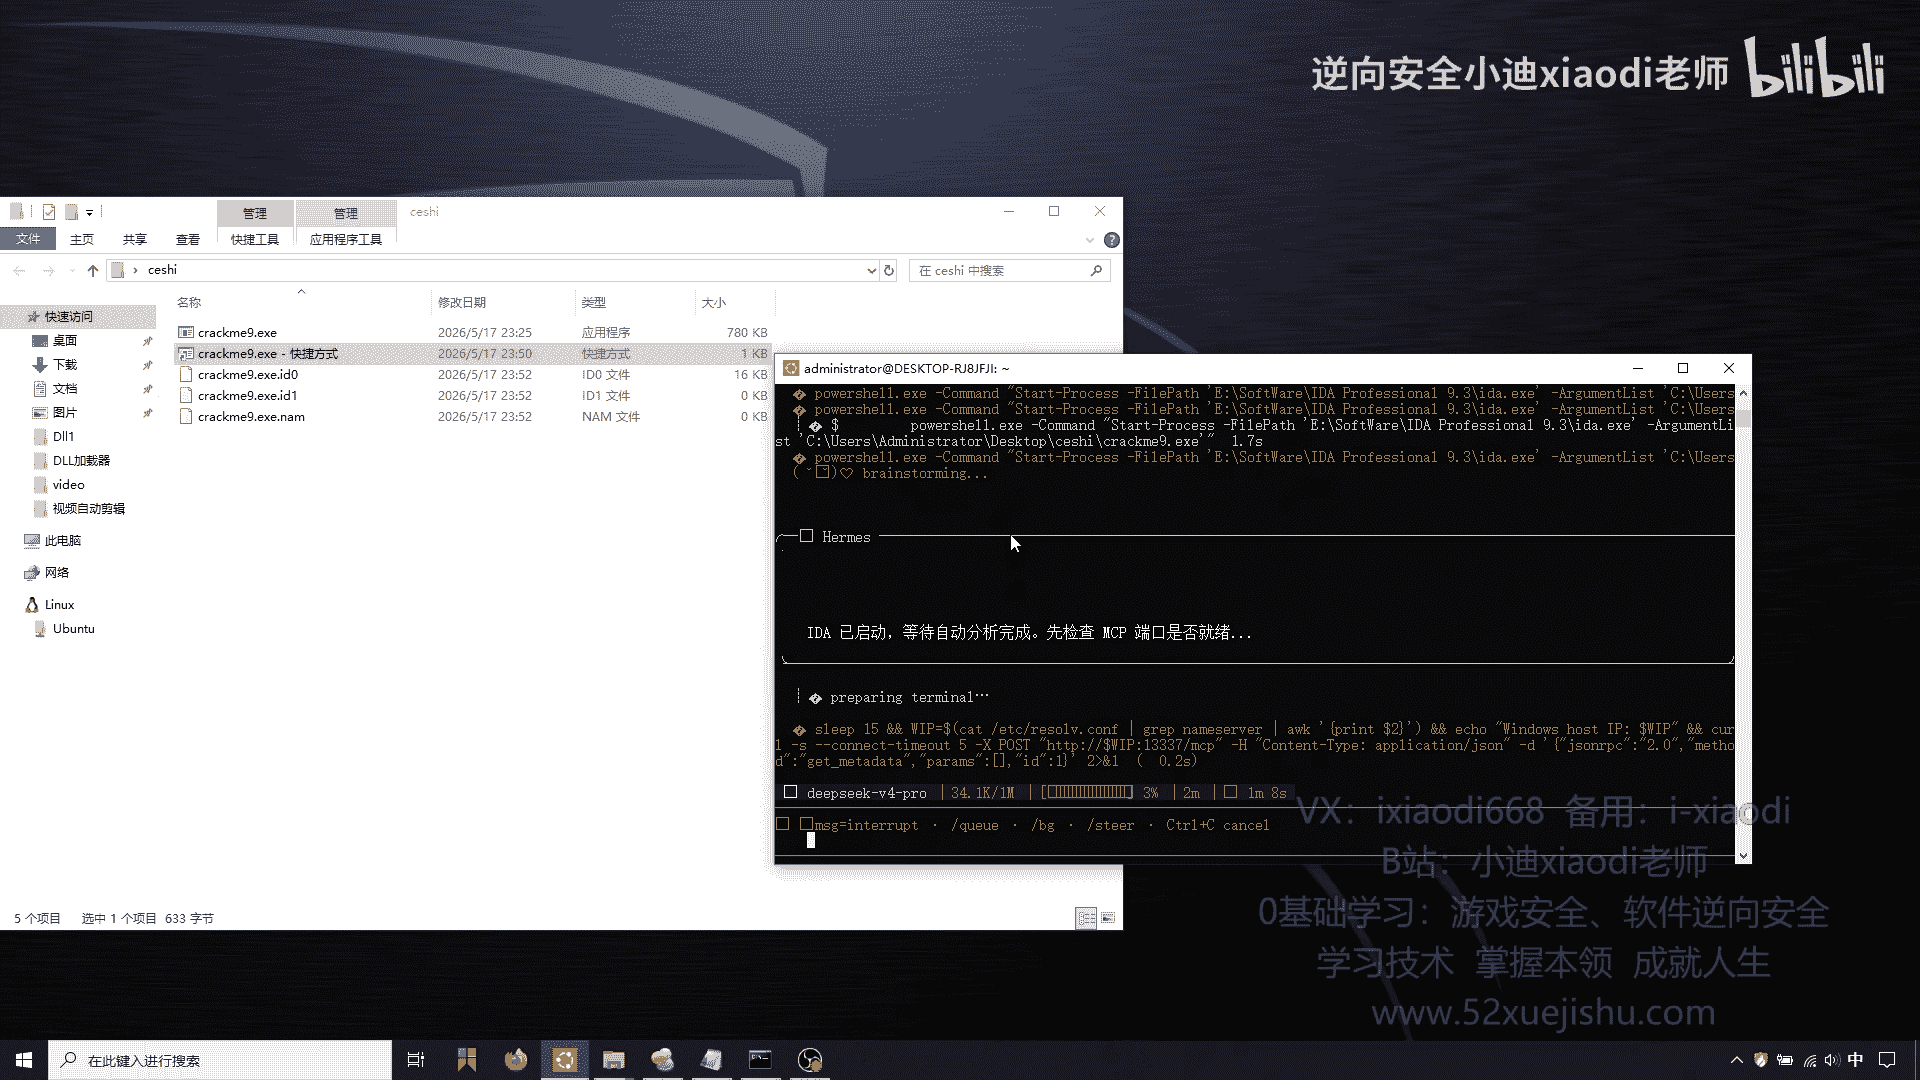 逆向安全小迪xiaodi老师 bilibili
管理
管理
ceshi
文件
主页
共享
查看
快捷工具
应用程序工具
ceshi
在 ceshi 中搜索
名称
修改日期
类型
大小
快速访问
桌面
下载
文档
图片
Dll1
DLL加载器
video
视频自动剪辑
此电脑
网络
Linux
Ubuntu
crackme9.exe 2026/5/17 23:25 应用程序 780 KB
crackme9.exe - 快捷方式 2026/5/17 23:50 快捷方式 1 KB
crackme9.exe.id0 2026/5/17 23:52 ID0 文件 16 KB
crackme9.exe.id1 2026/5/17 23:52 ID1 文件 0 KB
crackme9.exe.nam 2026/5/17 23:52 NAM 文件 0 KB
5 个项目 选中 1 个项目 633 字节
administrator@DESKTOP-RJ8JFJI: ~
powershell.exe -Command "Start-Process -FilePath 'E:\SoftWare\IDA Professional 9.3\ida.exe' -ArgumentList 'C:\Users
powershell.exe -Command "Start-Process -FilePath 'E:\SoftWare\IDA Professional 9.3\ida.exe' -ArgumentList 'C:\Users
$ powershell.exe -Command "Start-Process -FilePath 'E:\SoftWare\IDA Professional 9.3\ida.exe' -ArgumentLi
st 'C:\Users\Administrator\Desktop\ceshi\crackme9.exe'" 1.7s
powershell.exe -Command "Start-Process -FilePath 'E:\SoftWare\IDA Professional 9.3\ida.exe' -ArgumentList 'C:\Users
brainstorming...
Hermes
IDA 已启动，等待自动分析完成。先检查 MCP 端口是否就绪...
preparing terminal…
sleep 15 && WIP=$(cat /etc/resolv.conf | grep nameserver | awk '{print $2}') && echo "Windows host IP: $WIP" && cur
l -s --connect-timeout 5 -X POST "http://$WIP:13337/mcp" -H "Content-Type: application/json" -d '{"jsonrpc":"2.0","metho
d":"get_metadata","params":[],"id":1}' 2>&1 ( 0.2s)
deepseek-v4-pro | 34.1K/1M | [] 3% | 2m | 1m 8s
msg=interrupt · /queue · /bg · /steer · Ctrl+C cancel
VX：ixiaodi668 备用：i-xiaodi
B站：小迪xiaodi老师
0基础学习：游戏安全、软件逆向安全
学习技术 掌握本领 成就人生
www.52xuejishu.com
在此键入进行搜索
中